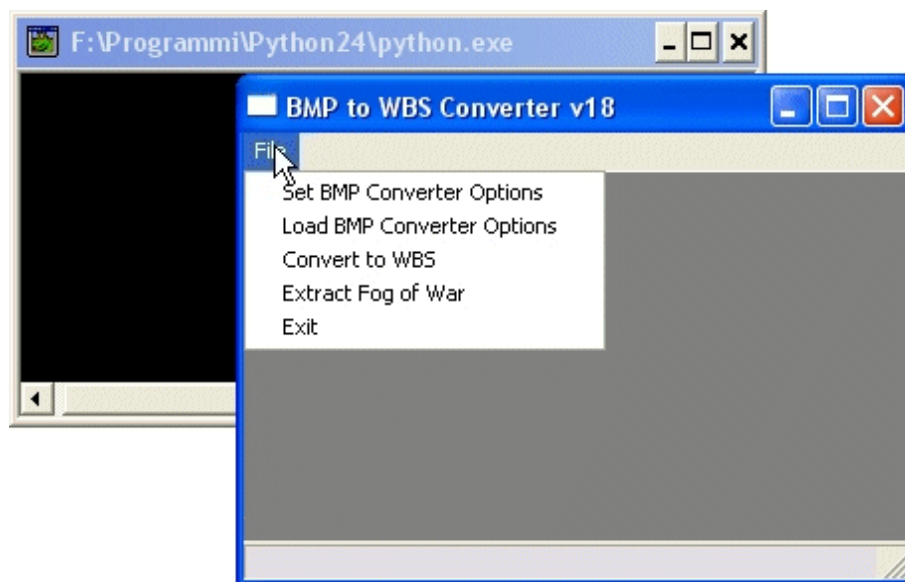 F:\Programmi\Python24\python.exe
BMP to WBS Converter v18
File
Set BMP Converter Options
Load BMP Converter Options
Convert to WBS
Extract Fog of War
Exit